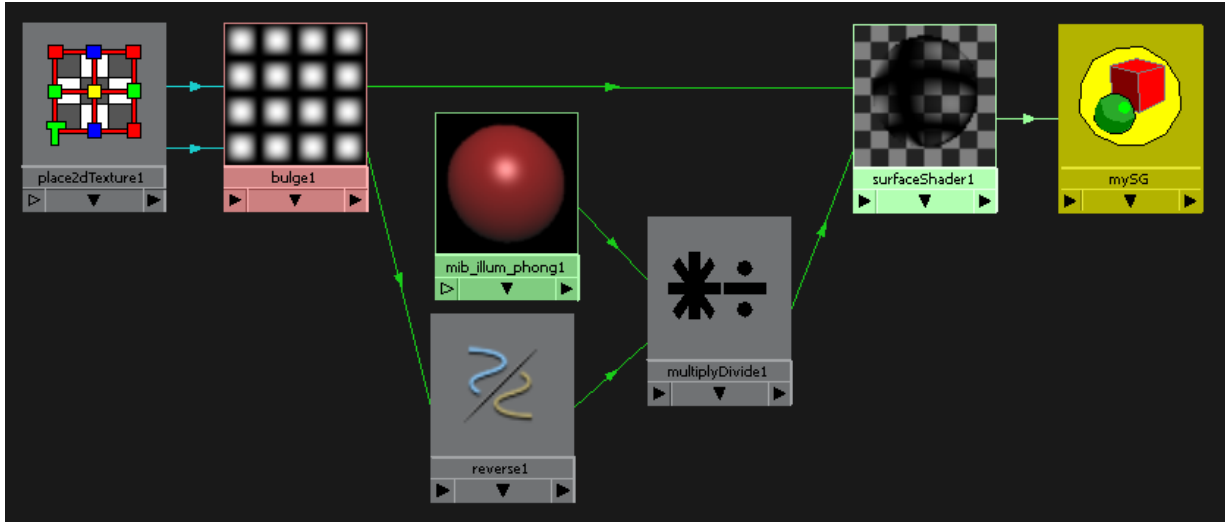 place2dTexture1
bulge1
mib_illum_phong1
reverse1
multiplyDivide1
surfaceShader1
mySG